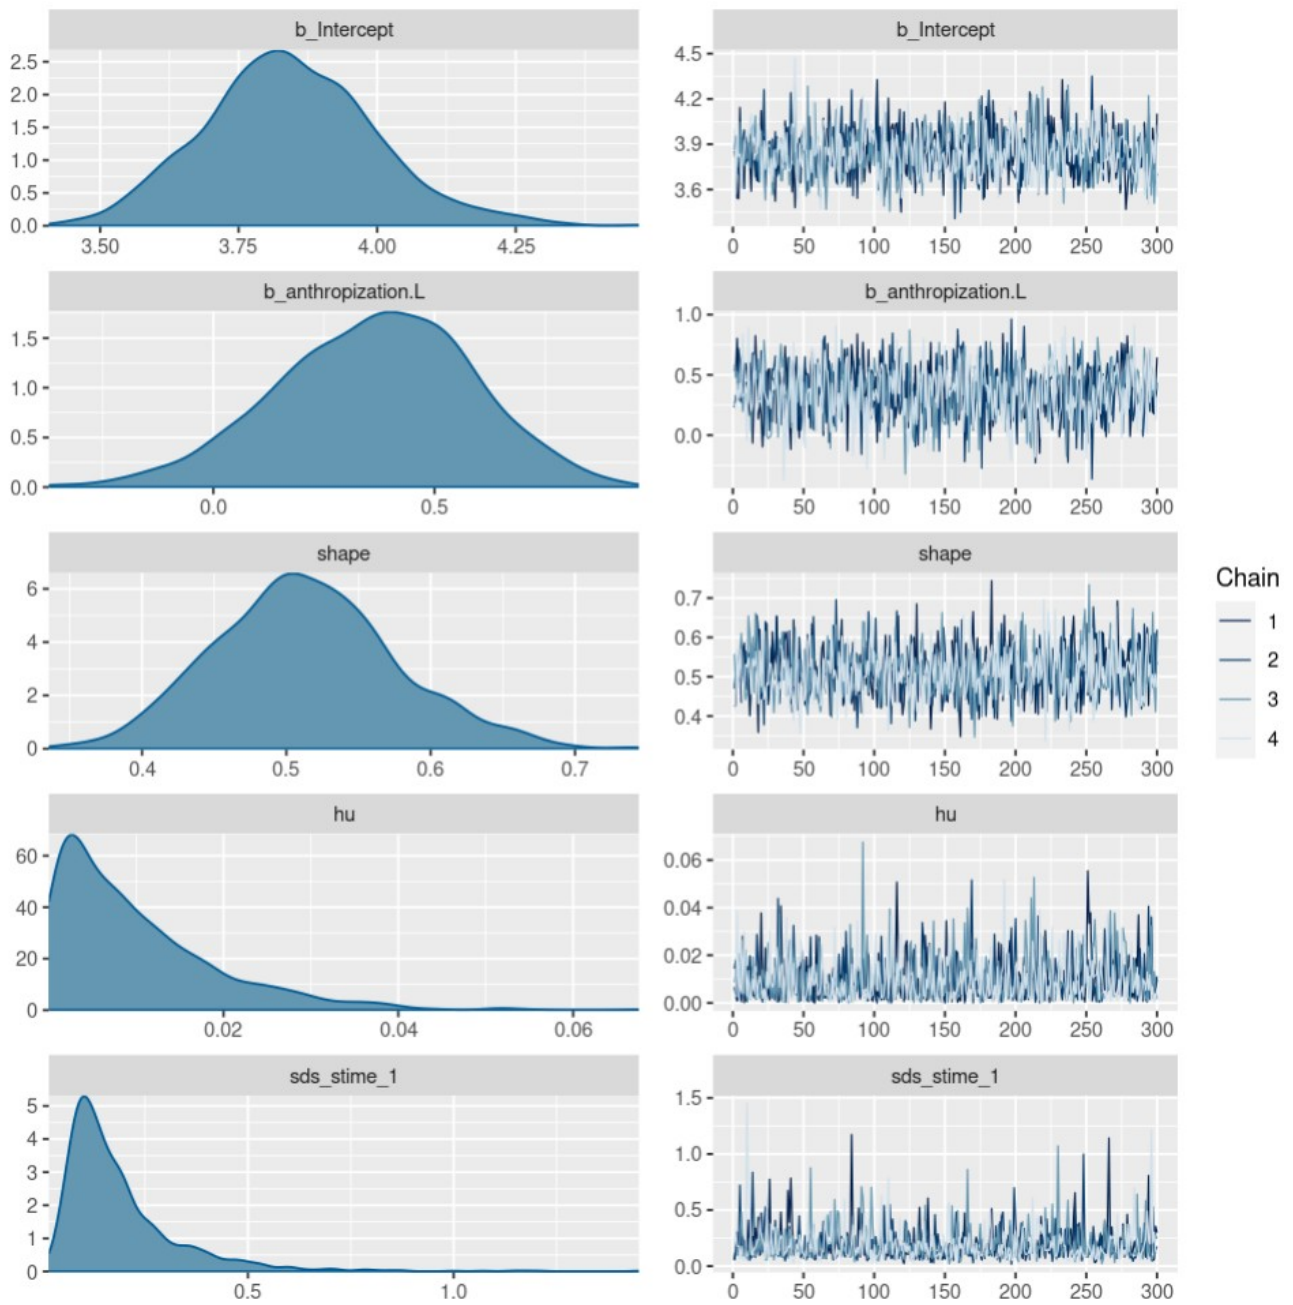 b_Intercept
2.5
2.0
1.5
1.0
0.5
0.0
3.50 3.75 4.00 4.25
b_Intercept
4.5
4.2
3.9
3.6
0 50 100 150 200 250 300
b_anthropization.L
1.5
1.0
0.5
0.0
0.0 0.5
b_anthropization.L
1.0
0.5
0.0
0 50 100 150 200 250 300
shape
6
4
2
0
0.4 0.5 0.6 0.7
shape
0.7
0.6
0.5
0.4
0 50 100 150 200 250 300
hu
60
40
20
0
0.02 0.04 0.06
hu
0.06
0.04
0.02
0.00
0 50 100 150 200 250 300
sds_stime_1
5
4
3
2
1
0
0.5 1.0
sds_stime_1
1.5
1.0
0.5
0.0
0 50 100 150 200 250 300
Chain
1
2
3
4